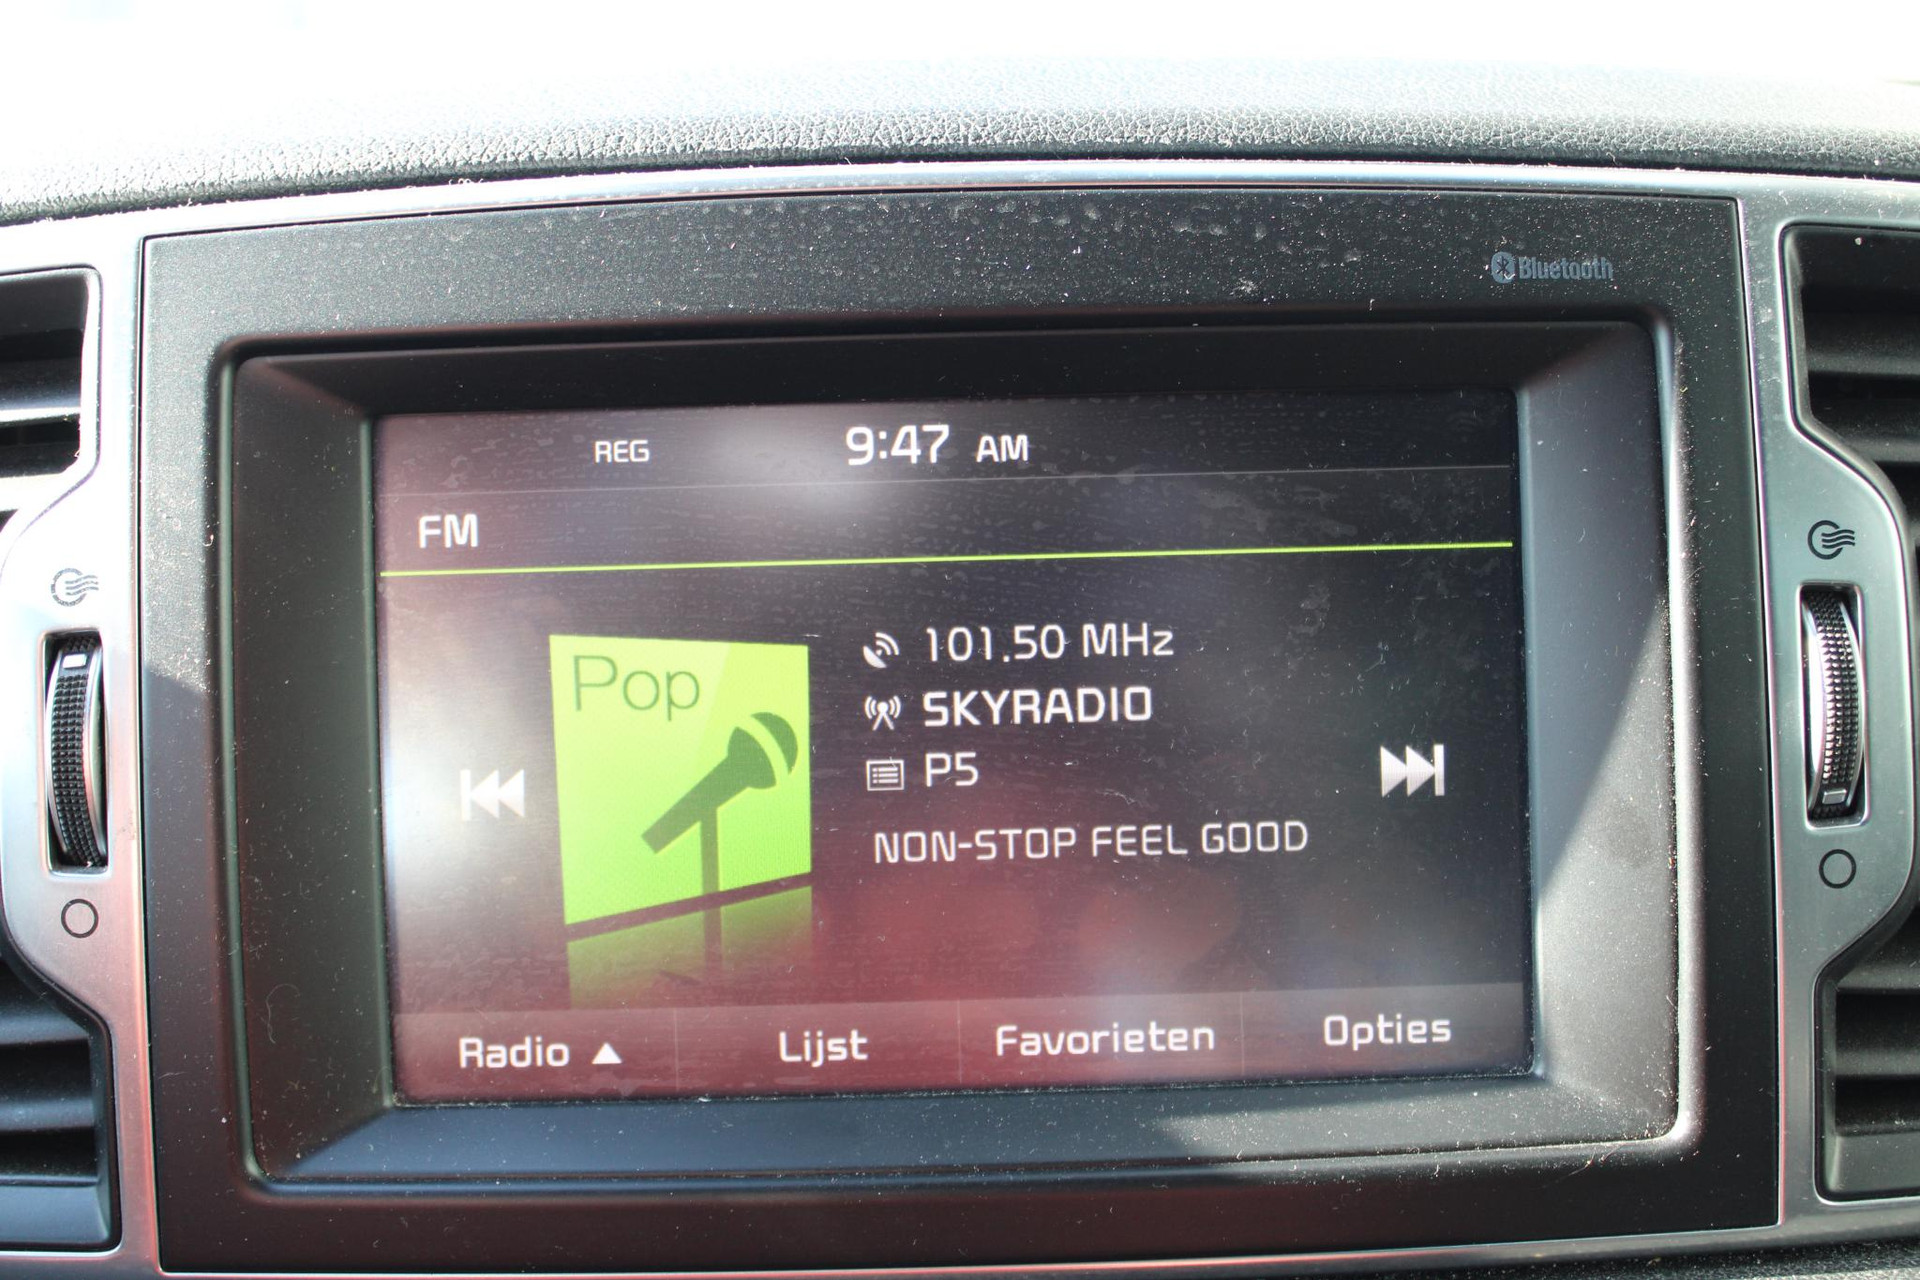 Bluetooth
REG 9:47 AM
FM
Pop
101.50 MHz
SKYRADIO
P5
NON-STOP FEEL GOOD
Radio ▲ Lijst Favorieten Opties